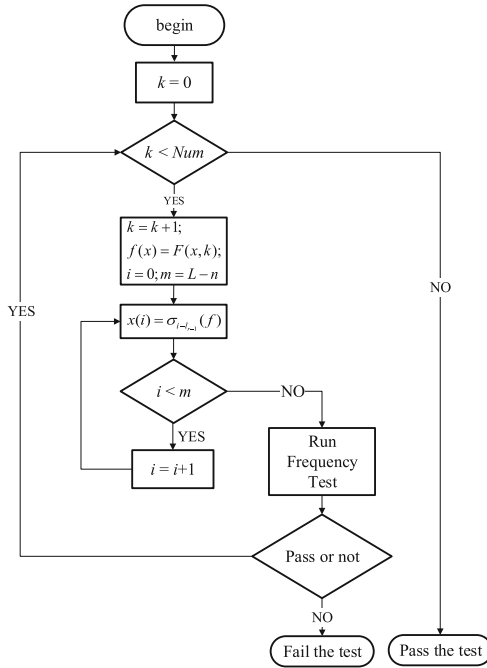 begin
k = 0
k < Num
YES
k = k+1;
f(x) = F(x,k);
i=0; m = L−n
NO
YES
x(i) = σ (f)
i < m
NO
YES
Run
Frequency
Test
i = i+1
Pass or not
NO
Fail the test
Pass the test